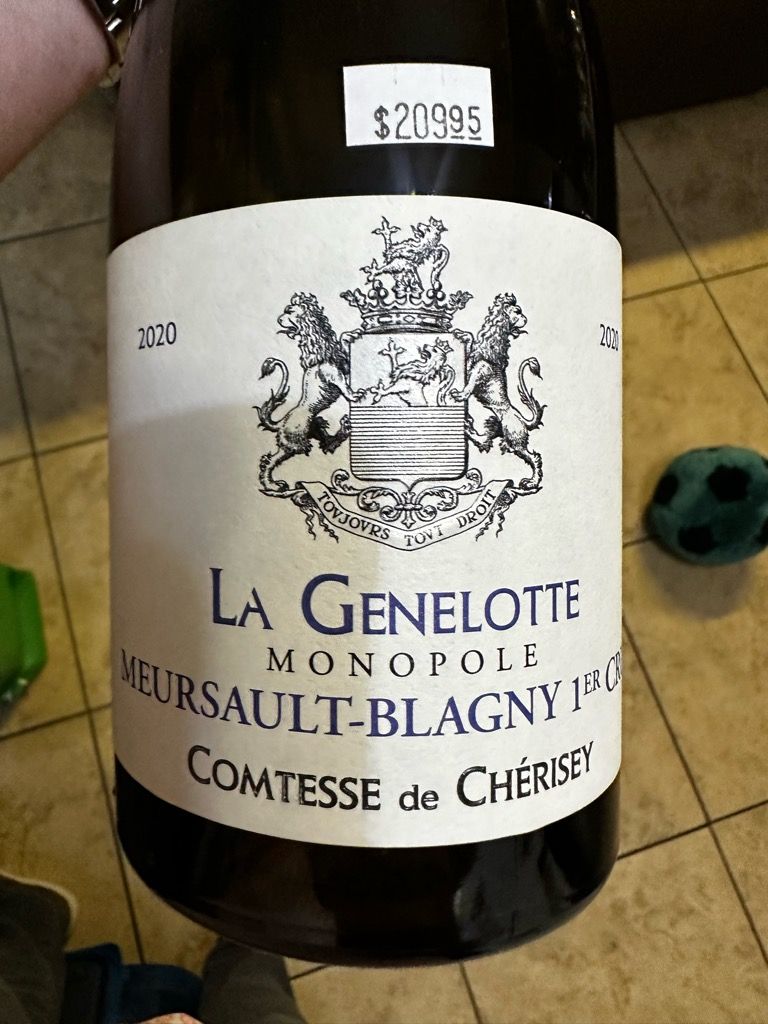 $209.95
2020
2020
TOVJOVRS TOVT DROIT
LA GENELOTTE
MONOPOLE
MEURSAULT-BLAGNY 1ER
COMTESSE de CHÉRISEY